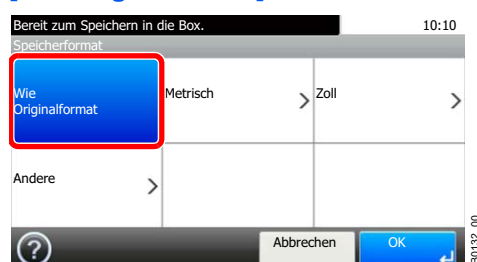 Bereit zum Speichern in die Box. 10:10
Speicherformat
Wie
Originalformat
Metrisch
Zoll
Andere
?
Abbrechen
OK